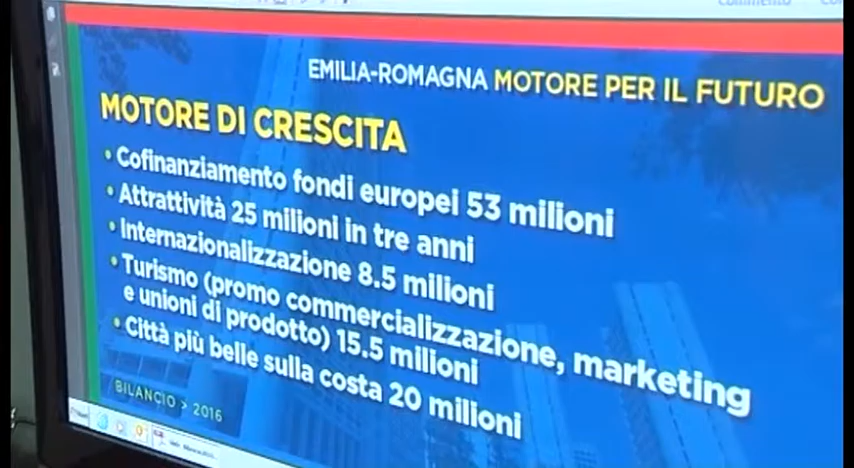 Commento
EMILIA-ROMAGNA MOTORE PER IL FUTURO
MOTORE DI CRESCITA
• Cofinanziamento fondi europei 53 milioni
• Attrattività 25 milioni in tre anni
• Internazionalizzazione 8.5 milioni
• Turismo (promo commercializzazione, marketing
e unioni di prodotto) 15.5 milioni
• Città più belle sulla costa 20 milioni
BILANCIO > 2016